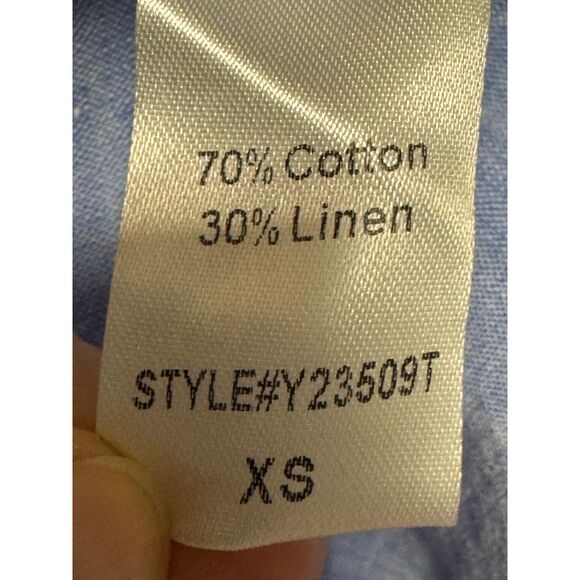 70% Cotton
30% Linen
STYLE#Y23509T
XS